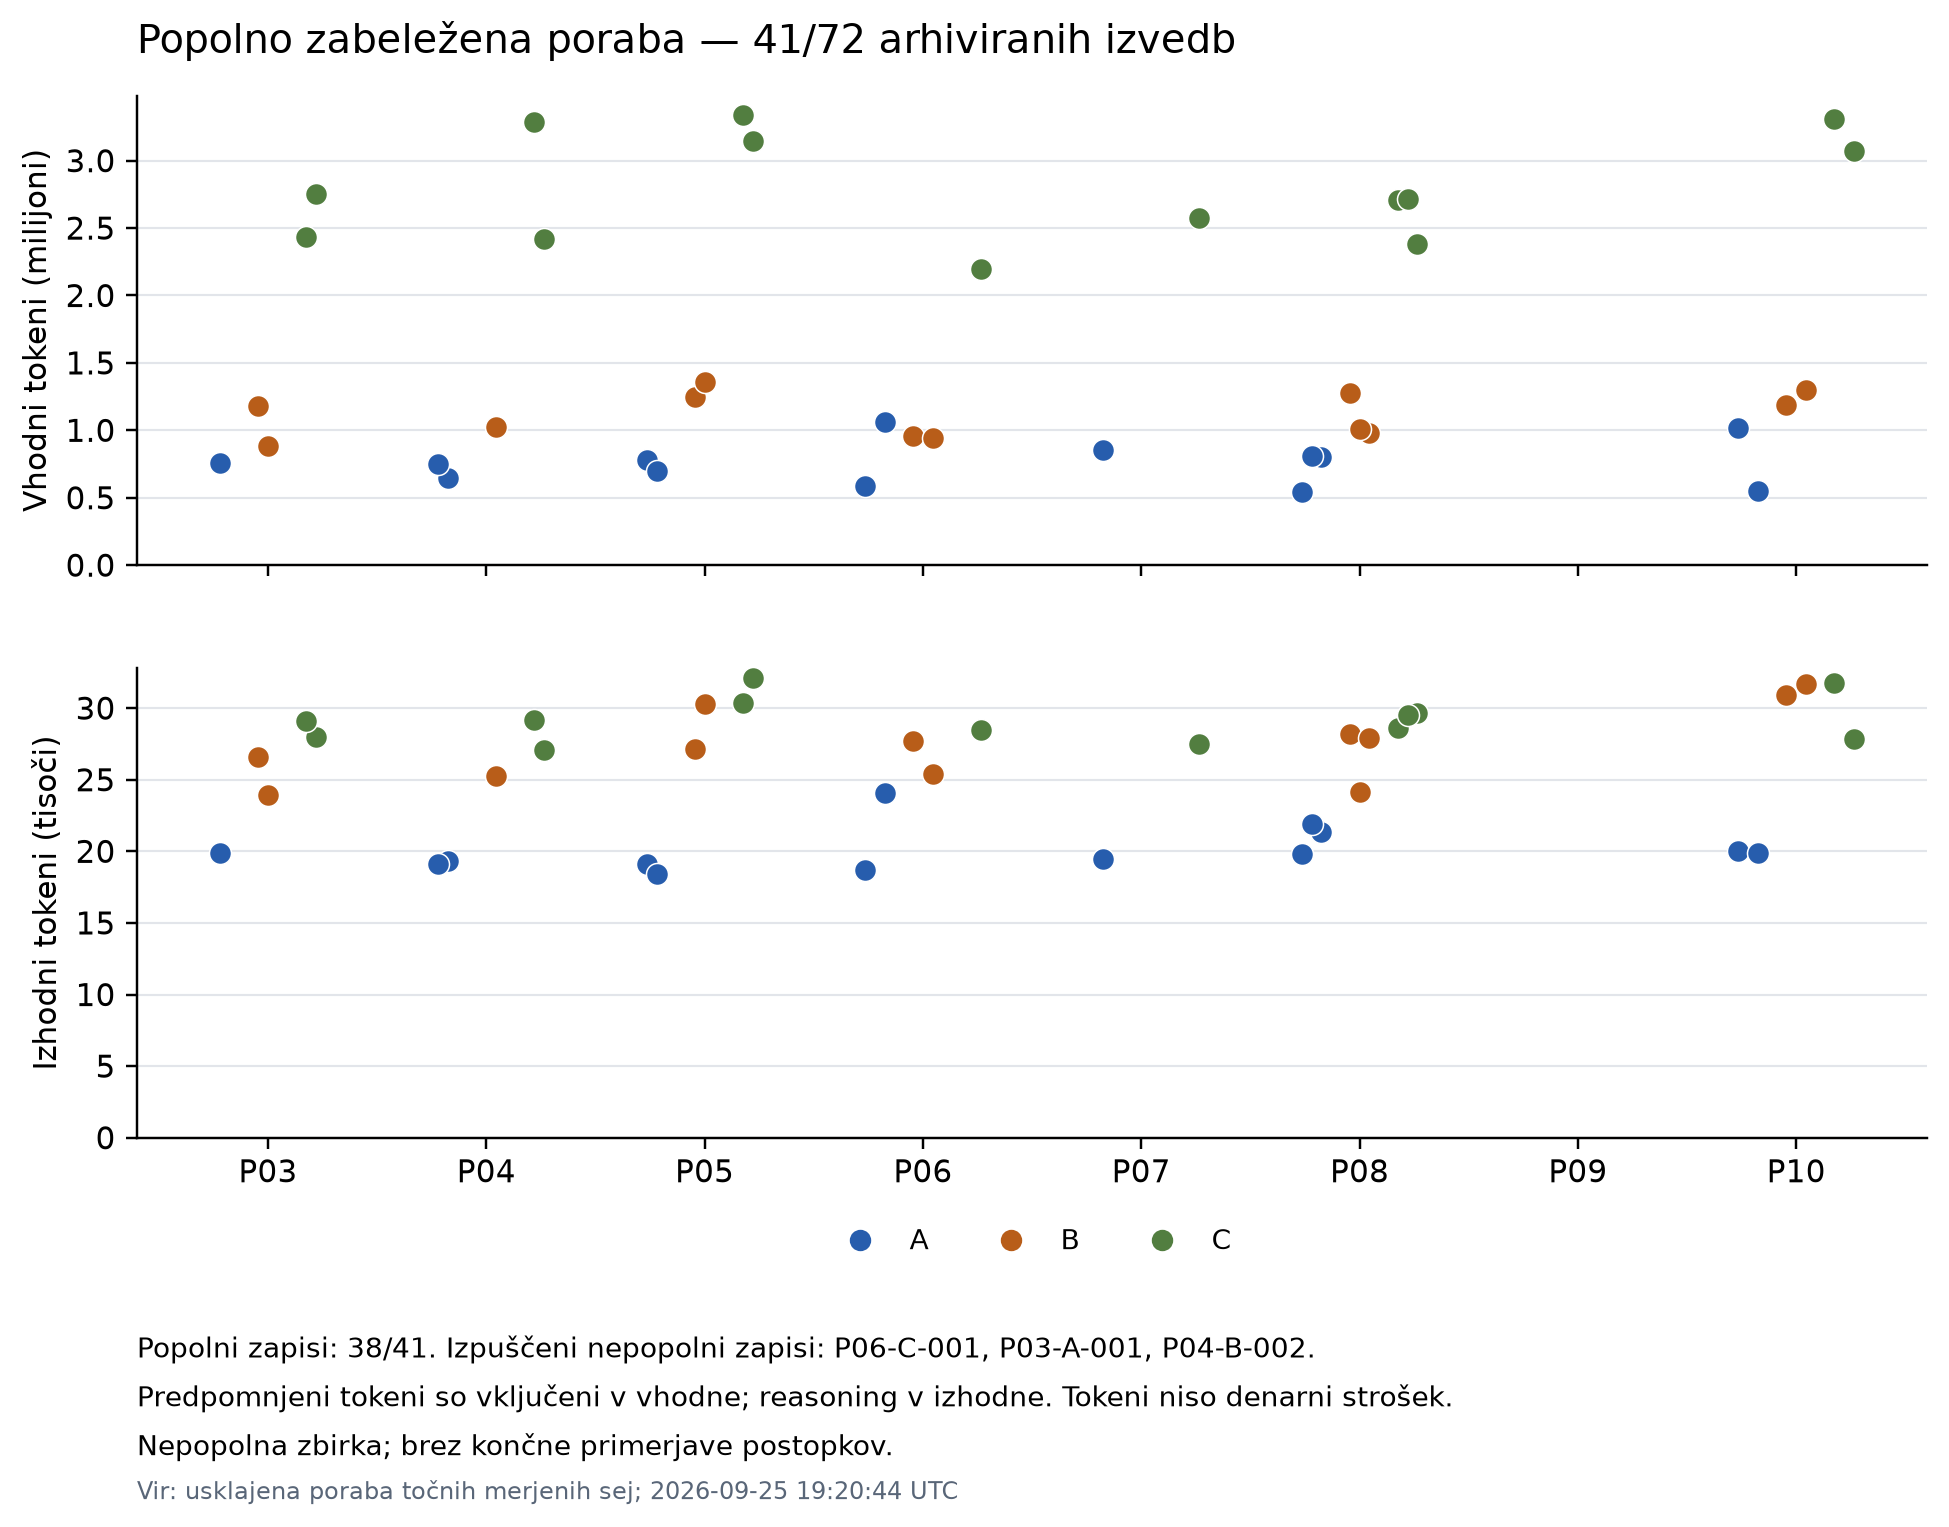 Popolno zabeležena poraba — 41/72 arhiviranih izvedb
Vhodni tokeni (milijoni)
3.0
2.5
2.0
1.5
1.0
0.5
0.0
Izhodni tokeni (tisoči)
30
25
20
15
10
5
0
P03 P04 P05 P06 P07 P08 P09 P10
A B C
Popolni zapisi: 38/41. Izpuščeni nepopolni zapisi: P06-C-001, P03-A-001, P04-B-002.
Predpomnjeni tokeni so vključeni v vhodne; reasoning v izhodne. Tokeni niso denarni strošek.
Nepopolna zbirka; brez končne primerjave postopkov.
Vir: usklajena poraba točnih merjenih sej; 2026-09-25 19:20:44 UTC